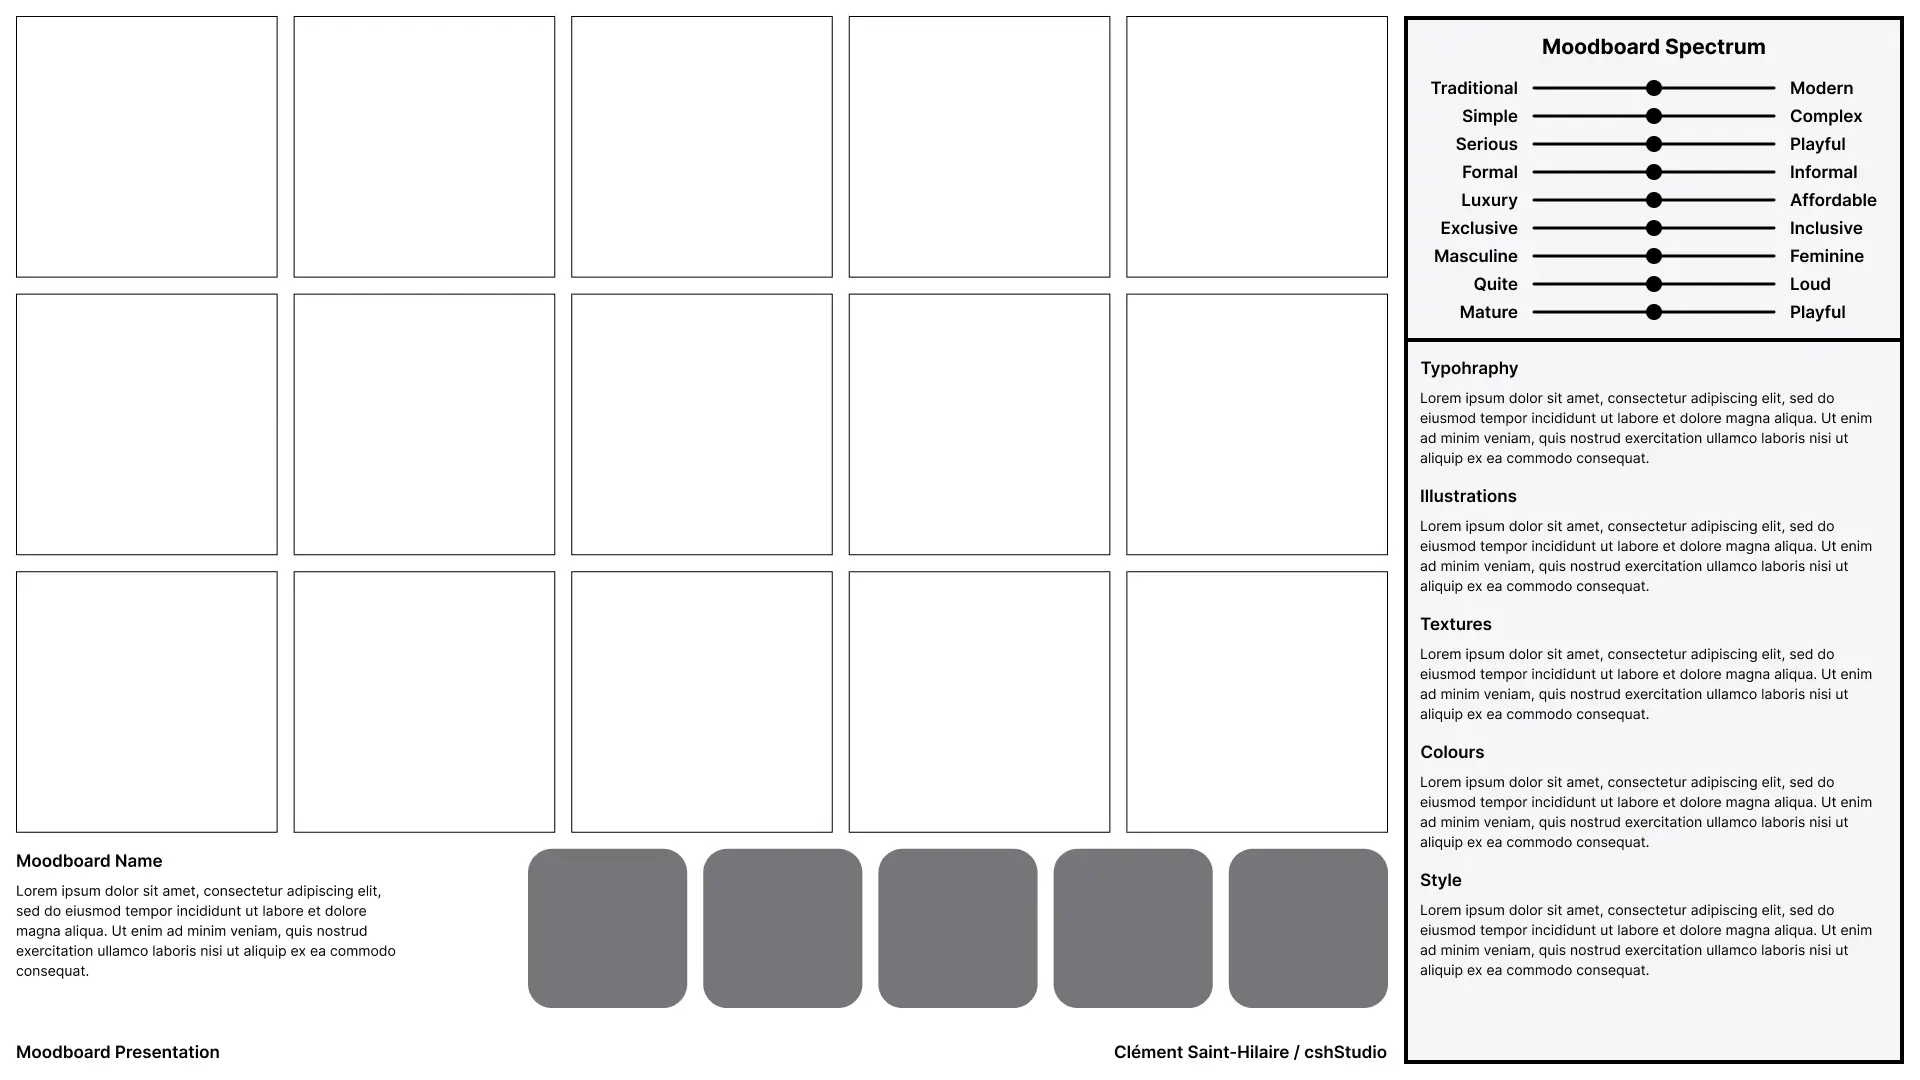 Moodboard Spectrum
Traditional Modern
Simple Complex
Serious Playful
Formal Informal
Luxury Affordable
Exclusive Inclusive
Masculine Feminine
Quite Loud
Mature Playful
Typohraphy
Lorem ipsum dolor sit amet, consectetur adipiscing elit, sed do
eiusmod tempor incididunt ut labore et dolore magna aliqua. Ut enim
ad minim veniam, quis nostrud exercitation ullamco laboris nisi ut
aliquip ex ea commodo consequat.
Illustrations
Lorem ipsum dolor sit amet, consectetur adipiscing elit, sed do
eiusmod tempor incididunt ut labore et dolore magna aliqua. Ut enim
ad minim veniam, quis nostrud exercitation ullamco laboris nisi ut
aliquip ex ea commodo consequat.
Textures
Lorem ipsum dolor sit amet, consectetur adipiscing elit, sed do
eiusmod tempor incididunt ut labore et dolore magna aliqua. Ut enim
ad minim veniam, quis nostrud exercitation ullamco laboris nisi ut
aliquip ex ea commodo consequat.
Colours
Lorem ipsum dolor sit amet, consectetur adipiscing elit, sed do
eiusmod tempor incididunt ut labore et dolore magna aliqua. Ut enim
ad minim veniam, quis nostrud exercitation ullamco laboris nisi ut
aliquip ex ea commodo consequat.
Style
Lorem ipsum dolor sit amet, consectetur adipiscing elit, sed do
eiusmod tempor incididunt ut labore et dolore magna aliqua. Ut enim
ad minim veniam, quis nostrud exercitation ullamco laboris nisi ut
aliquip ex ea commodo consequat.
Moodboard Name
Lorem ipsum dolor sit amet, consectetur adipiscing elit,
sed do eiusmod tempor incididunt ut labore et dolore
magna aliqua. Ut enim ad minim veniam, quis nostrud
exercitation ullamco laboris nisi ut aliquip ex ea commodo
consequat.
Moodboard Presentation
Clément Saint-Hilaire / cshStudio